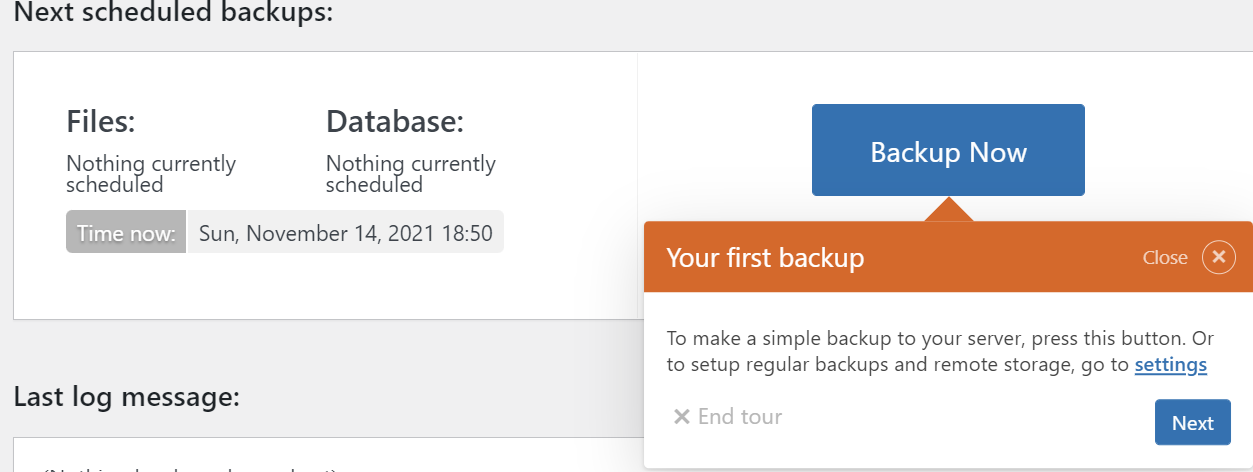 Next scheduled backups:
Files:
Nothing currently
scheduled
Database:
Nothing currently
scheduled
Time now: Sun, November 14, 2021 18:50
Backup Now
Your first backup
Close
To make a simple backup to your server, press this button. Or
to setup regular backups and remote storage, go to settings
End tour
Next
Last log message: